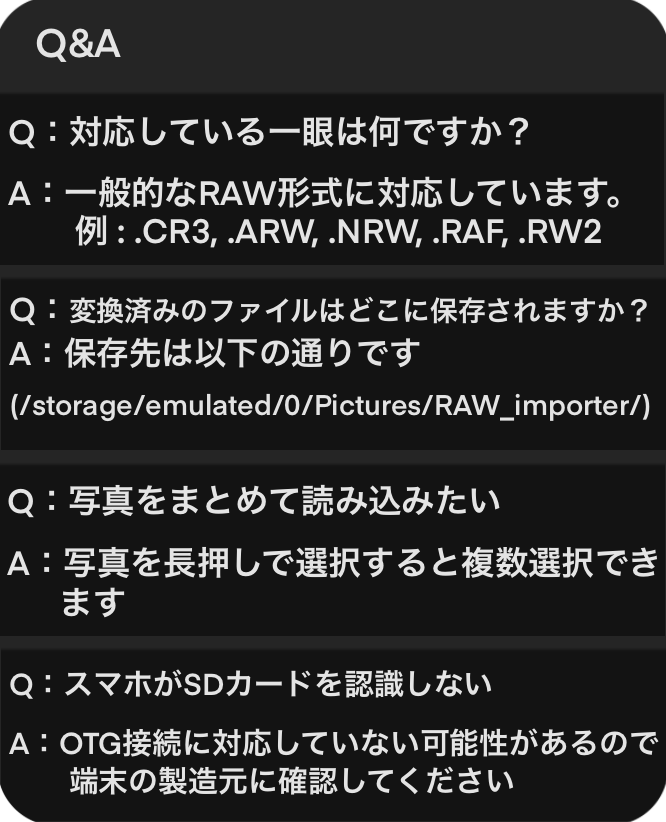 Q&A
Q：対応している一眼は何ですか？
A：一般的なRAW形式に対応しています。
例 : .CR3, .ARW, .NRW, .RAF, .RW2
Q：変換済みのファイルはどこに保存されますか？
A：保存先は以下の通りです
(/storage/emulated/0/Pictures/RAW_importer/)
Q：写真をまとめて読み込みたい
A：写真を長押しで選択すると複数選択でき
ます
Q：スマホがSDカードを認識しない
A：OTG接続に対応していない可能性があるので
端末の製造元に確認してください